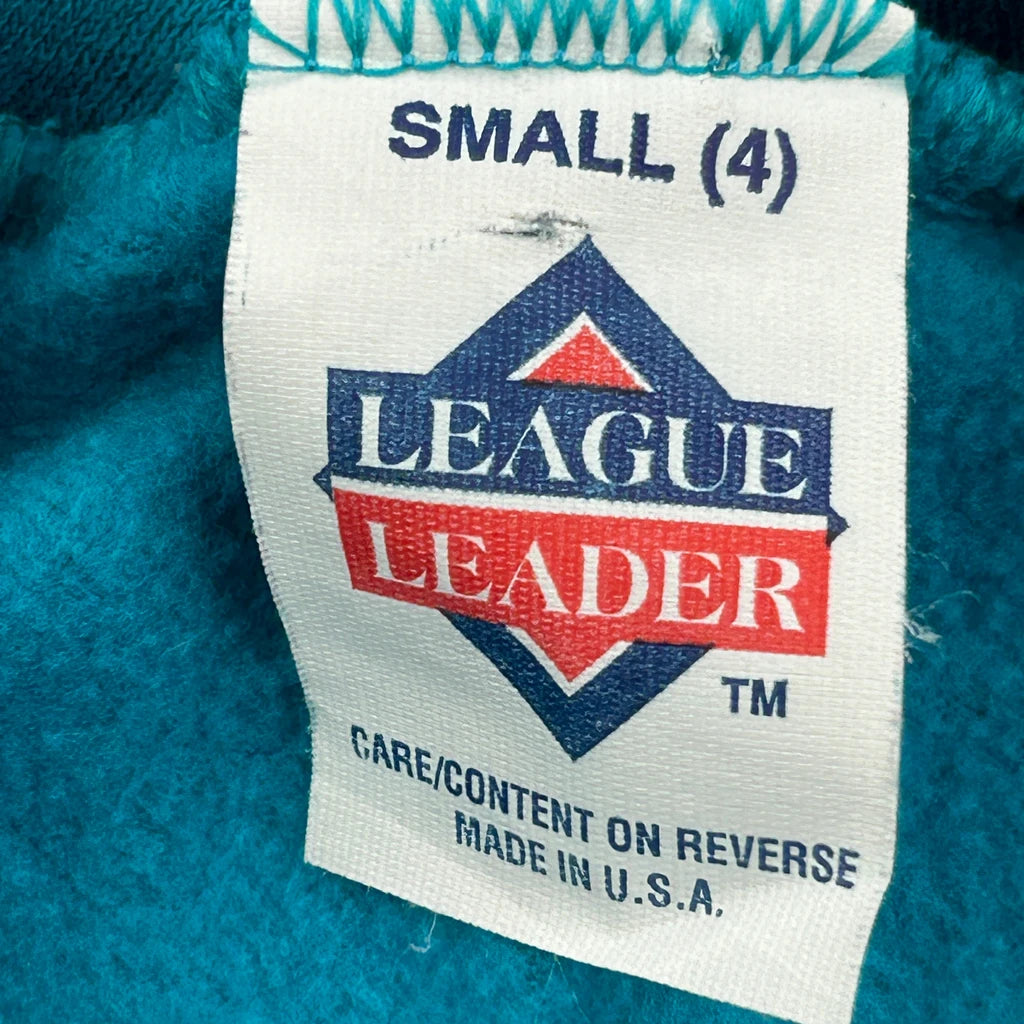 SMALL (4)
LEAGUE
LEADER
TM
CARE/CONTENT ON REVERSE
MADE IN U.S.A.